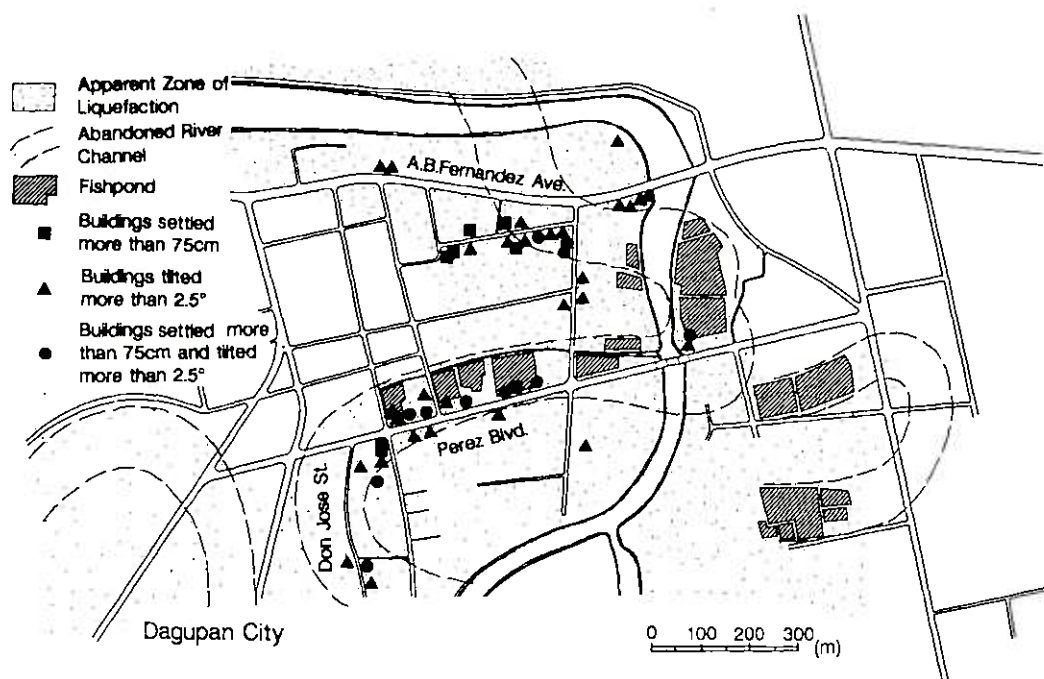 Apparent Zone of
Liquefaction
Abandoned River
Channel
Fishpond
Buildings settled
more than 75cm
Buildings tilted
more than 2.5°
Buildings settled more
than 75cm and tilted
more than 2.5°
A.B.Fernandez Ave.
Perez Blvd.
Don Jose St.
Dagupan City
0 100 200 300 (m)